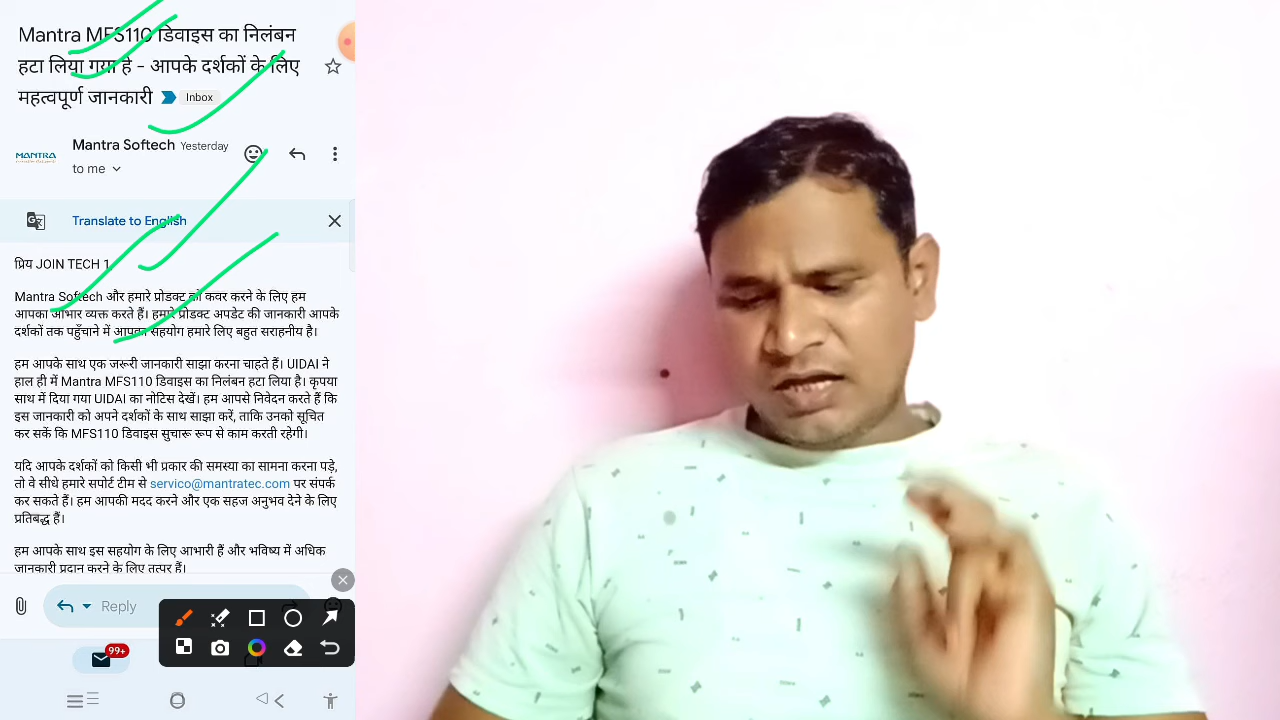 Mantra MFS110 डिवाइस का निलंबन
हटा लिया गया है - आपके दर्शकों के लिए
महत्वपूर्ण जानकारी Inbox
MANTRA
Mantra Softech Yesterday
to me
Translate to English
प्रिय JOIN TECH 1,
Mantra Softech और हमारे प्रोडक्ट को कवर करने के लिए हम
आपका आभार व्यक्त करते हैं। हमारे प्रोडक्ट अपडेट की जानकारी आपके
दर्शकों तक पहुँचाने में आपका सहयोग हमारे लिए बहुत सराहनीय है।
हम आपके साथ एक जरूरी जानकारी साझा करना चाहते हैं। UIDAI ने
हाल ही में Mantra MFS110 डिवाइस का निलंबन हटा लिया है। कृपया
साथ में दिया गया UIDAI का नोटिस देखें। हम आपसे निवेदन करते हैं कि
इस जानकारी को अपने दर्शकों के साथ साझा करें, ताकि उनको सूचित
कर सकें कि MFS110 डिवाइस सुचारू रूप से काम करती रहेगी।
यदि आपके दर्शकों को किसी भी प्रकार की समस्या का सामना करना पड़े,
तो वे सीधे हमारे सपोर्ट टीम से servico@mantratec.com पर संपर्क
कर सकते हैं। हम आपकी मदद करने और एक सहज अनुभव देने के लिए
प्रतिबद्ध हैं।
हम आपके साथ इस सहयोग के लिए आभारी हैं और भविष्य में अधिक
जानकारी प्रदान करने के लिए तत्पर हैं।
Reply
99+